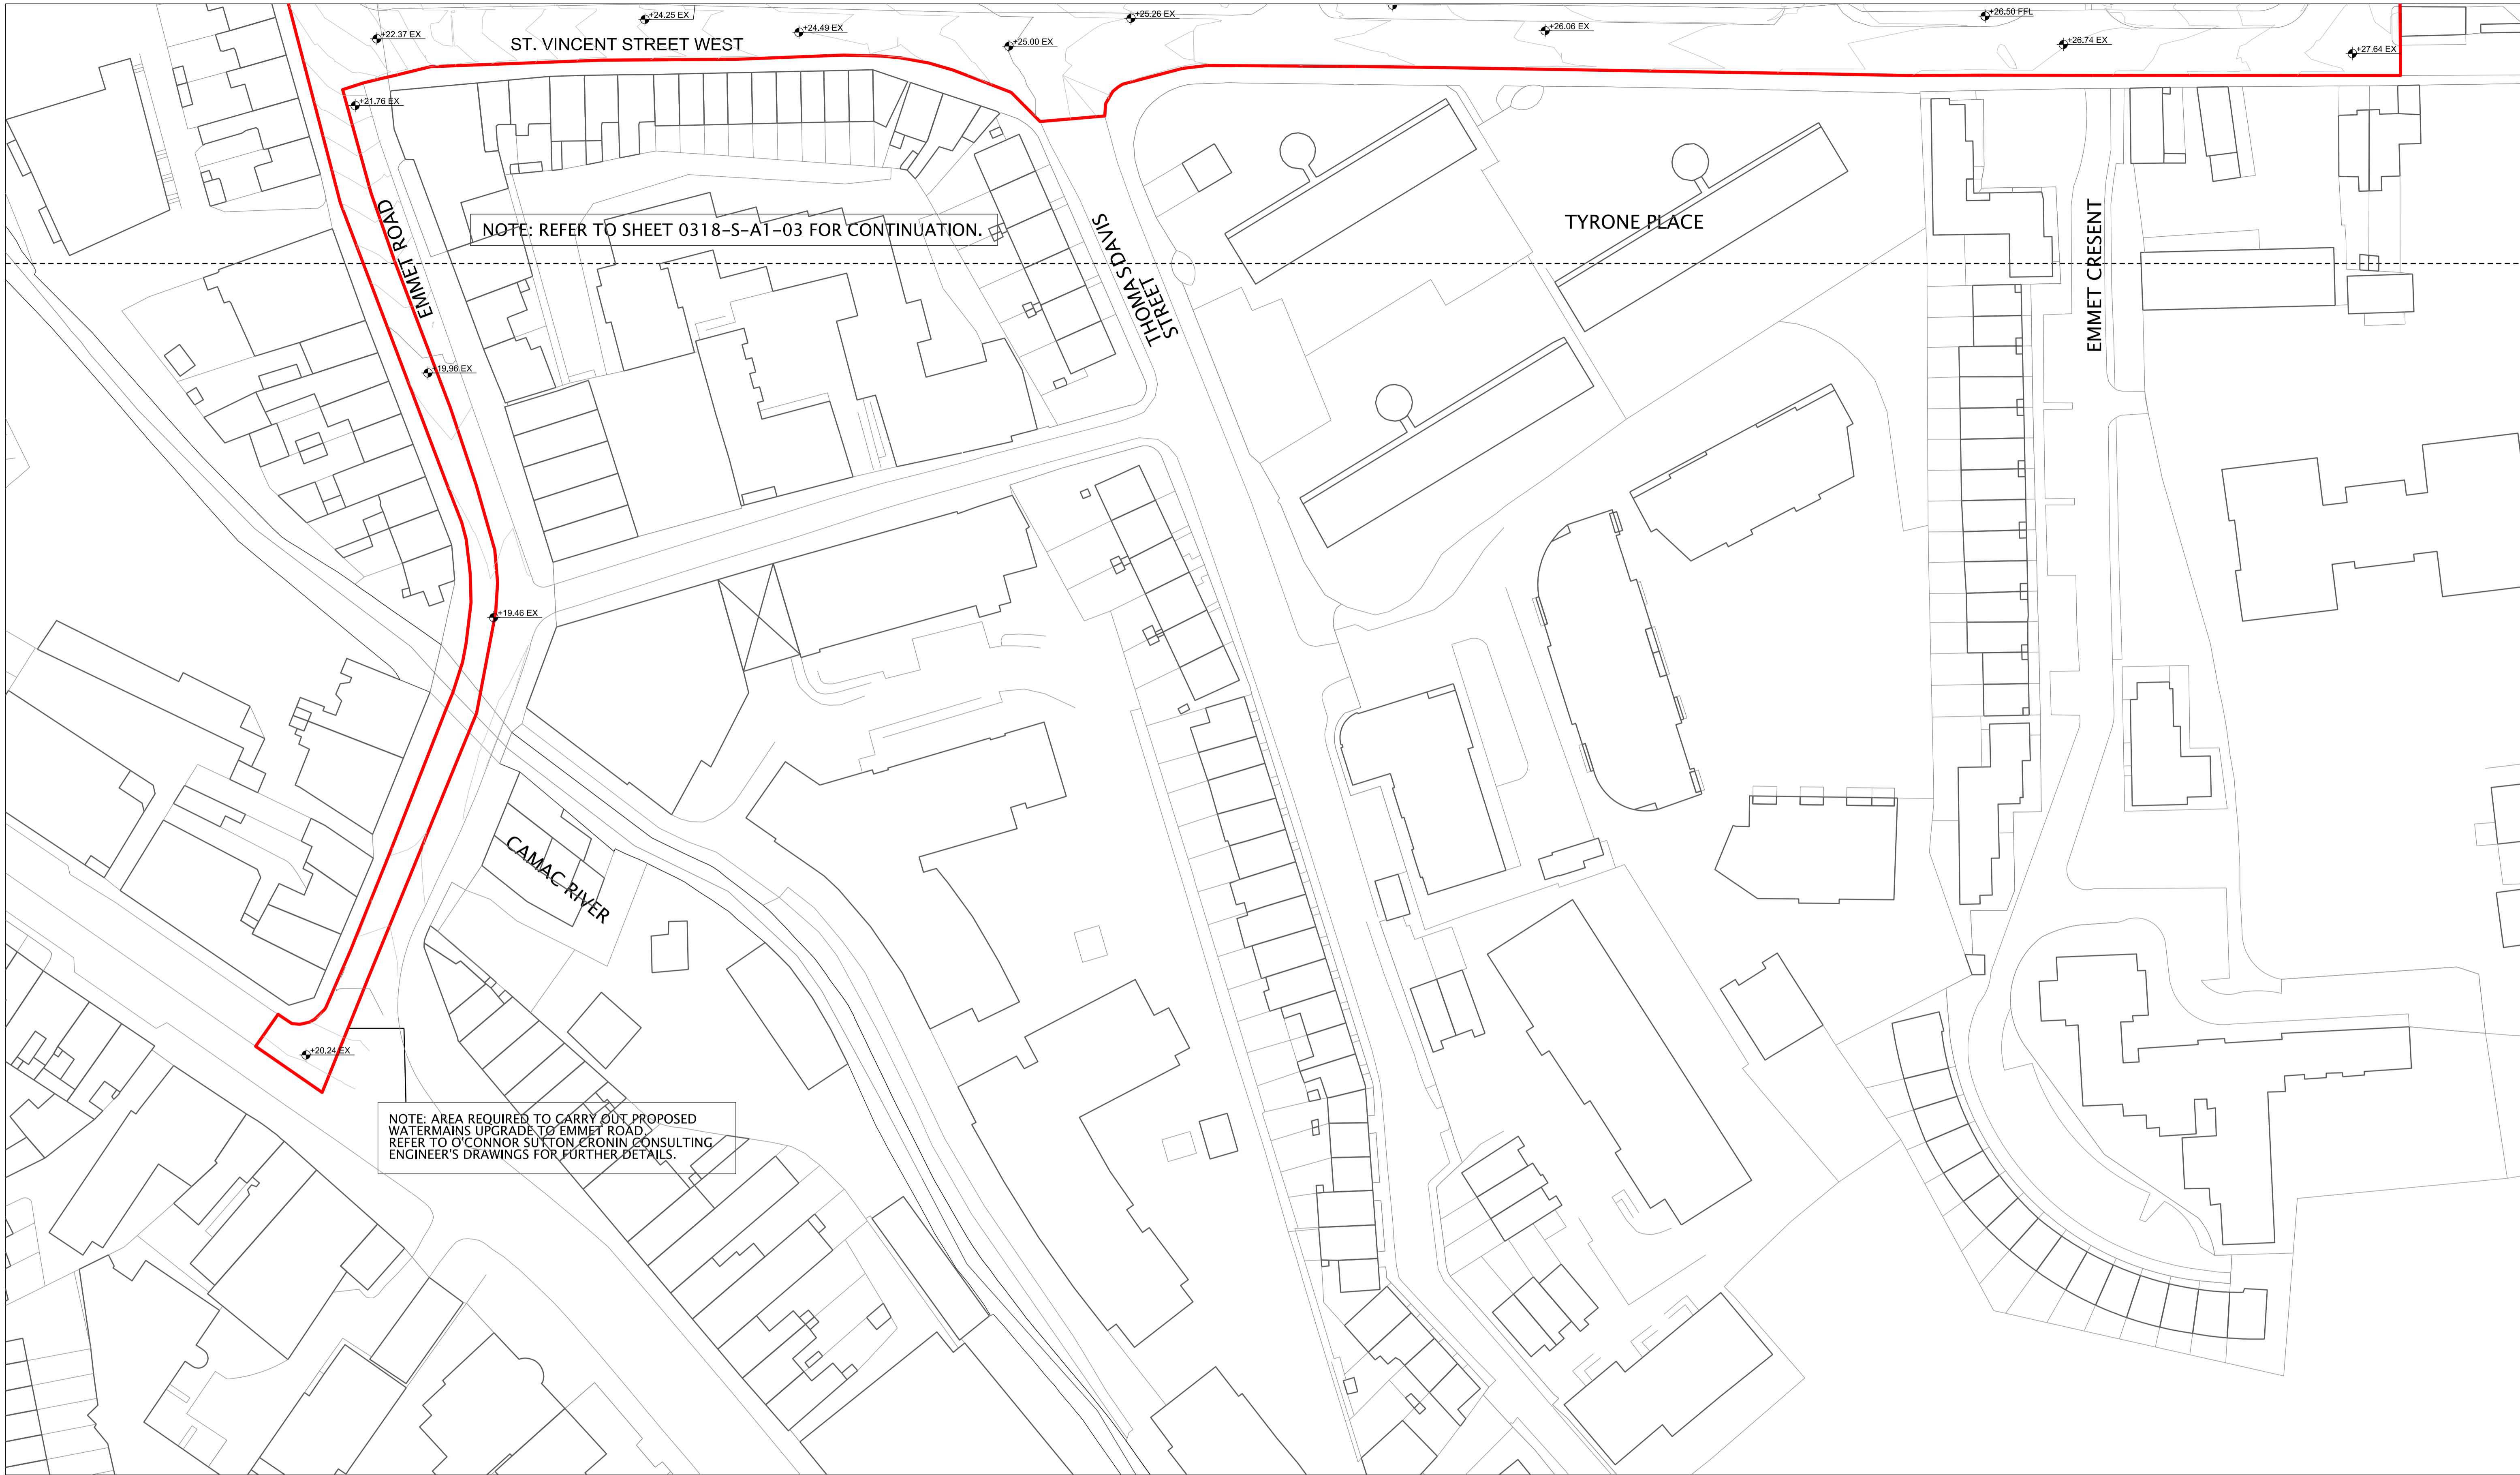 +24.25 EX
+25.26 EX
+26.50 FFL
+22.37 EX
+24.49 EX
+26.06 EX
ST. VINCENT STREET WEST
+25.00 EX
+26.74 EX
+27.64 EX
+21.76 EX
EMMET ROAD
NOTE: REFER TO SHEET 0318-S-A1-03 FOR CONTINUATION.
THOMAS DAVIS
STREET
TYRONE PLACE
EMMET CRESENT
+19.96 EX
+19.46 EX
CAMAC RIVER
+20.24 EX
NOTE: AREA REQUIRED TO CARRY OUT PROPOSED
WATERMAINS UPGRADE TO EMMET ROAD.
REFER TO O'CONNOR SUTTON CRONIN CONSULTING
ENGINEER'S DRAWINGS FOR FURTHER DETAILS.